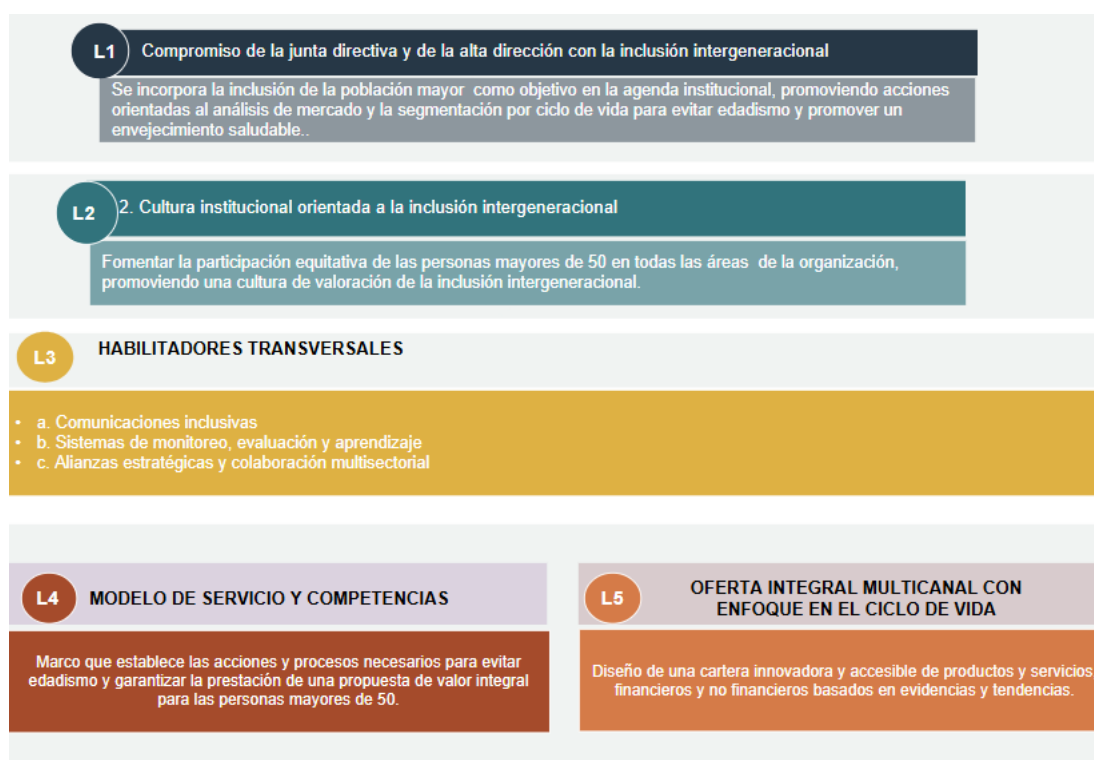 L1
Compromiso de la junta directiva y de la alta dirección con la inclusión intergeneracional
Se incorpora la inclusión de la población mayor como objetivo en la agenda institucional, promoviendo acciones
orientadas al análisis de mercado y la segmentación por ciclo de vida para evitar edadismo y promover un
envejecimiento saludable..
L2
2. Cultura institucional orientada a la inclusión intergeneracional
Fomentar la participación equitativa de las personas mayores de 50 en todas las áreas de la organización,
promoviendo una cultura de valoración de la inclusión intergeneracional.
L3
HABILITADORES TRANSVERSALES
• a. Comunicaciones inclusivas
• b. Sistemas de monitoreo, evaluación y aprendizaje
• c. Alianzas estratégicas y colaboración multisectorial
L4
MODELO DE SERVICIO Y COMPETENCIAS
Marco que establece las acciones y procesos necesarios para evitar
edadismo y garantizar la prestación de una propuesta de valor integral
para las personas mayores de 50.
L5
OFERTA INTEGRAL MULTICANAL CON
ENFOQUE EN EL CICLO DE VIDA
Diseño de una cartera innovadora y accesible de productos y servicios
financieros y no financieros basados en evidencias y tendencias.